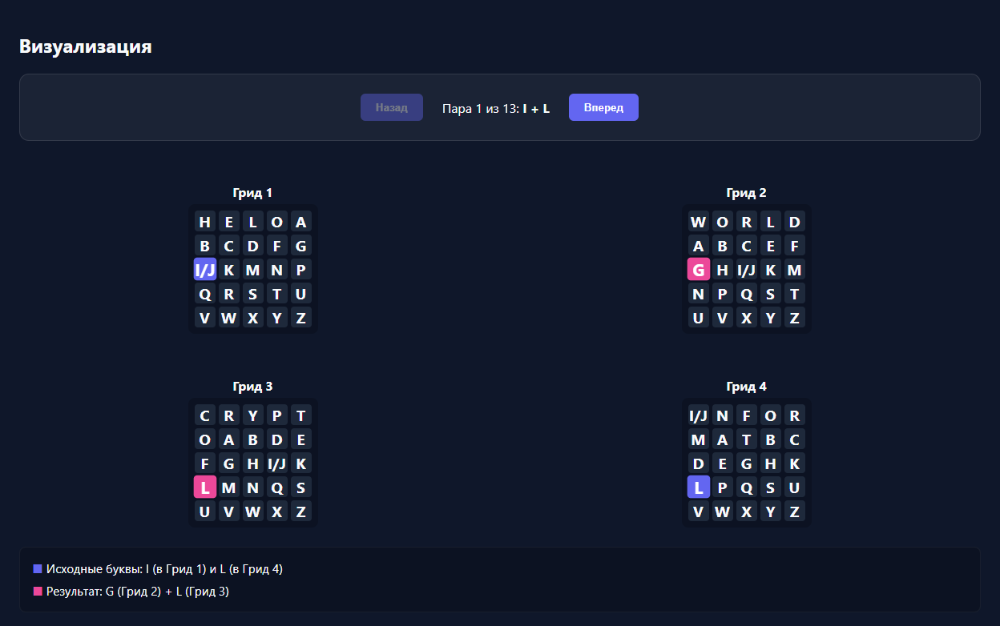 Визуализация
Назад Пара 1 из 13: I + L Вперед
Грид 1
H E L O A
B C D F G
I/J K M N P
Q R S T U
V W X Y Z
Грид 2
W O R L D
A B C E F
G H I/J K M
N P Q S T
U V X Y Z
Грид 3
C R Y P T
O A B D E
F G H I/J K
L M N Q S
U V W X Z
Грид 4
I/J N F O R
M A T B C
D E G H K
L P Q S U
V W X Y Z
Исходные буквы: I (в Грид 1) и L (в Грид 4)
Результат: G (Грид 2) + L (Грид 3)